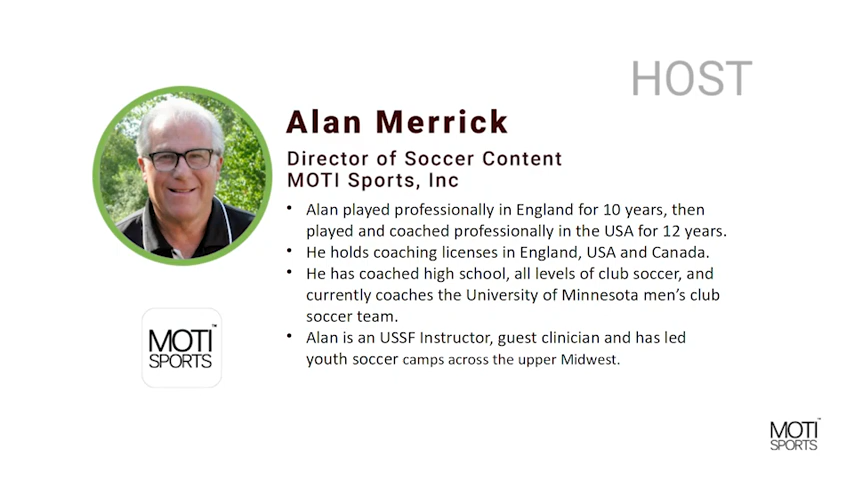 HOST
Alan Merrick
Director of Soccer Content
MOTI Sports, Inc
• Alan played professionally in England for 10 years, then
played and coached professionally in the USA for 12 years.
• He holds coaching licenses in England, USA and Canada.
• He has coached high school, all levels of club soccer, and
currently coaches the University of Minnesota men's club
soccer team.
• Alan is an USSF Instructor, guest clinician and has led
youth soccer camps across the upper Midwest.
MOTI™
SPORTS
MOTI™
SPORTS